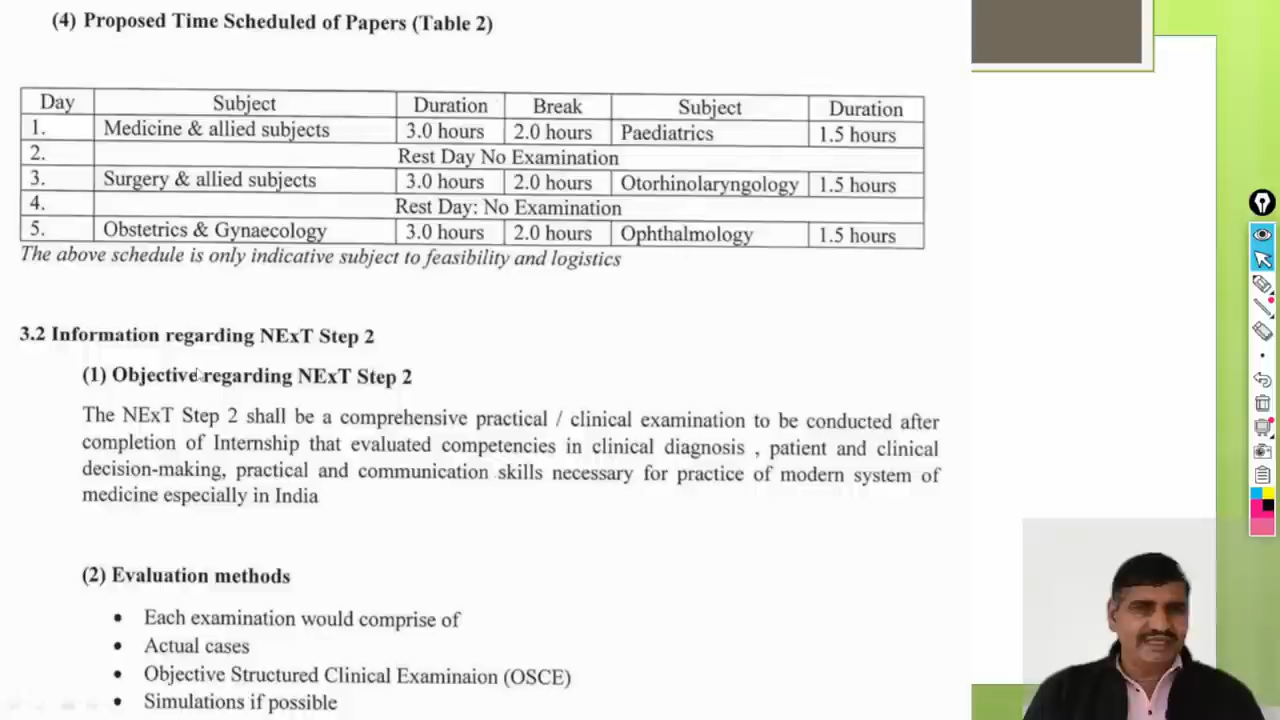 (4) Proposed Time Scheduled of Papers (Table 2)
Day Subject Duration Break Subject Duration
1. Medicine & allied subjects 3.0 hours 2.0 hours Paediatrics 1.5 hours
2. Rest Day No Examination
3. Surgery & allied subjects 3.0 hours 2.0 hours Otorhinolaryngology 1.5 hours
4. Rest Day: No Examination
5. Obstetrics & Gynaecology 3.0 hours 2.0 hours Ophthalmology 1.5 hours
The above schedule is only indicative subject to feasibility and logistics
3.2 Information regarding NExT Step 2
(1) Objective regarding NExT Step 2
The NExT Step 2 shall be a comprehensive practical / clinical examination to be conducted after
completion of Internship that evaluated competencies in clinical diagnosis , patient and clinical
decision-making, practical and communication skills necessary for practice of modern system of
medicine especially in India
(2) Evaluation methods
• Each examination would comprise of
• Actual cases
• Objective Structured Clinical Examinaion (OSCE)
• Simulations if possible